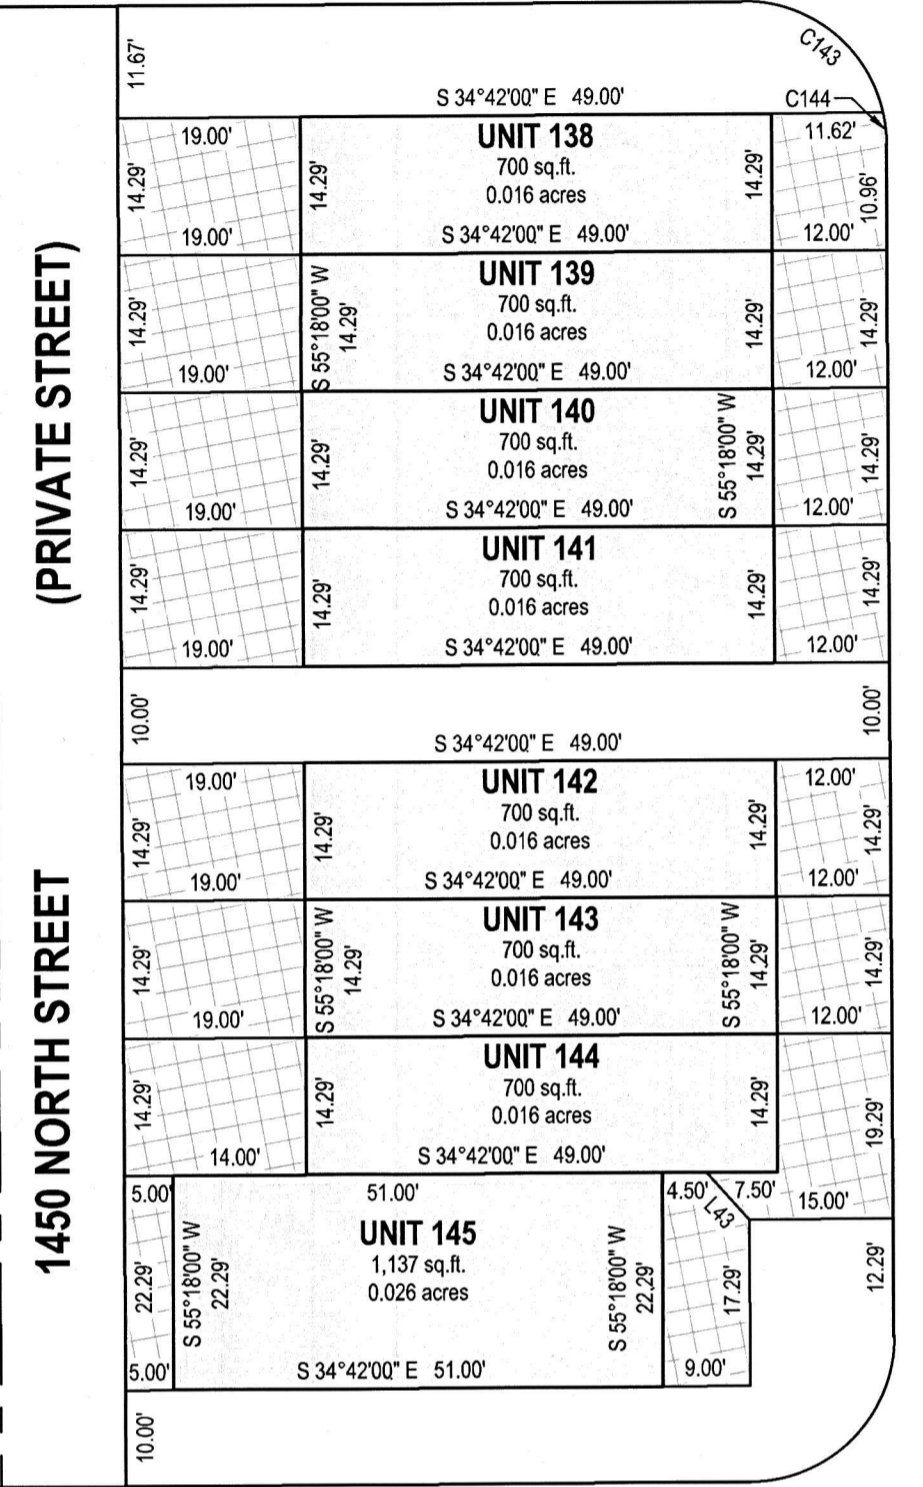 11.67'
C143
S 34°42'00" E 49.00'
C144
19.00'
UNIT 138
11.62'
700 sq.ft.
14.29'
14.29'
14.29'
10.96'
0.016 acres
19.00'
S 34°42'00" E 49.00'
12.00'
UNIT 139
700 sq.ft.
14.29'
S 55°18'00" W
14.29'
14.29'
14.29'
0.016 acres
19.00'
S 34°42'00" E 49.00'
12.00'
UNIT 140
700 sq.ft.
14.29'
14.29'
S 55°18'00" W
14.29'
14.29'
0.016 acres
19.00'
S 34°42'00" E 49.00'
12.00'
UNIT 141
700 sq.ft.
14.29'
14.29'
14.29'
14.29'
0.016 acres
19.00'
S 34°42'00" E 49.00'
12.00'
10.00'
10.00'
S 34°42'00" E 49.00'
19.00'
UNIT 142
12.00'
700 sq.ft.
14.29'
14.29'
14.29'
14.29'
0.016 acres
19.00'
S 34°42'00" E 49.00'
12.00'
UNIT 143
700 sq.ft.
14.29'
S 55°18'00" W
14.29'
S 55°18'00" W
14.29'
14.29'
0.016 acres
19.00'
S 34°42'00" E 49.00'
12.00'
UNIT 144
700 sq.ft.
14.29'
14.29'
14.29'
19.29'
0.016 acres
14.00'
S 34°42'00" E 49.00'
5.00'
51.00'
4.50'
L43
7.50'
15.00'
UNIT 145
1,137 sq.ft.
0.026 acres
22.29'
S 55°18'00" W
22.29'
S 55°18'00" W
22.29'
17.29'
12.29'
5.00'
S 34°42'00" E 51.00'
9.00'
10.00'
1450 NORTH STREET
(PRIVATE STREET)